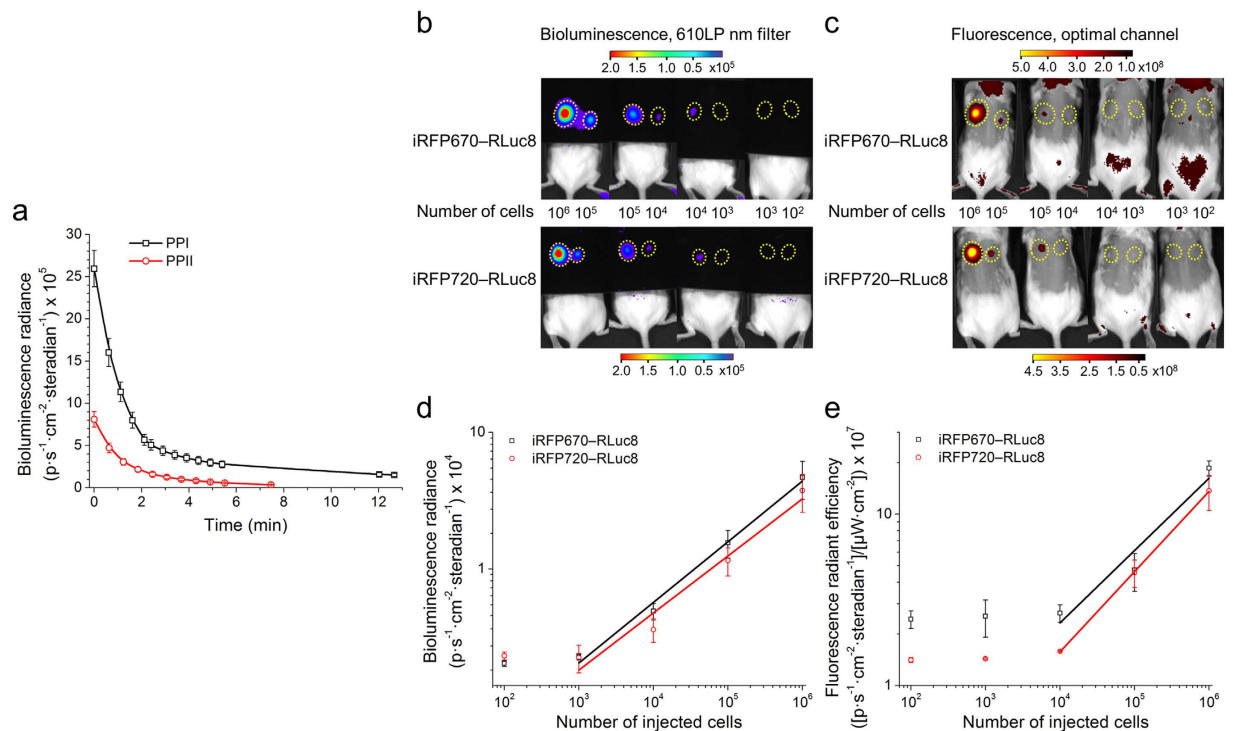 a
Bioluminescence radiance
(p·s⁻¹·cm⁻²·steradian⁻¹) x 10⁵
30
25
20
15
10
5
0
PPI
PPII
0 2 4 6 8 10 12
Time (min)
b
Bioluminescence, 610LP nm filter
2.0 1.5 1.0 0.5 x10⁵
iRFP670–RLuc8
Number of cells 10⁶ 10⁵ 10⁵ 10⁴ 10⁴ 10³ 10³ 10²
iRFP720–RLuc8
2.0 1.5 1.0 0.5 x10⁵
c
Fluorescence, optimal channel
5.0 4.0 3.0 2.0 1.0 x10⁸
iRFP670–RLuc8
Number of cells 10⁶ 10⁵ 10⁵ 10⁴ 10⁴ 10³ 10³ 10²
iRFP720–RLuc8
4.5 3.5 2.5 1.5 0.5 x10⁸
d
Bioluminescence radiance
(p·s⁻¹·cm⁻²·steradian⁻¹) x 10⁴
10
1
iRFP670–RLuc8
iRFP720–RLuc8
10² 10³ 10⁴ 10⁵ 10⁶
Number of injected cells
e
Fluorescence radiant efficiency
([p·s⁻¹·cm⁻²·steradian⁻¹]/[µW·cm⁻²]) x 10⁷
10
1
iRFP670–RLuc8
iRFP720–RLuc8
10² 10³ 10⁴ 10⁵ 10⁶
Number of injected cells